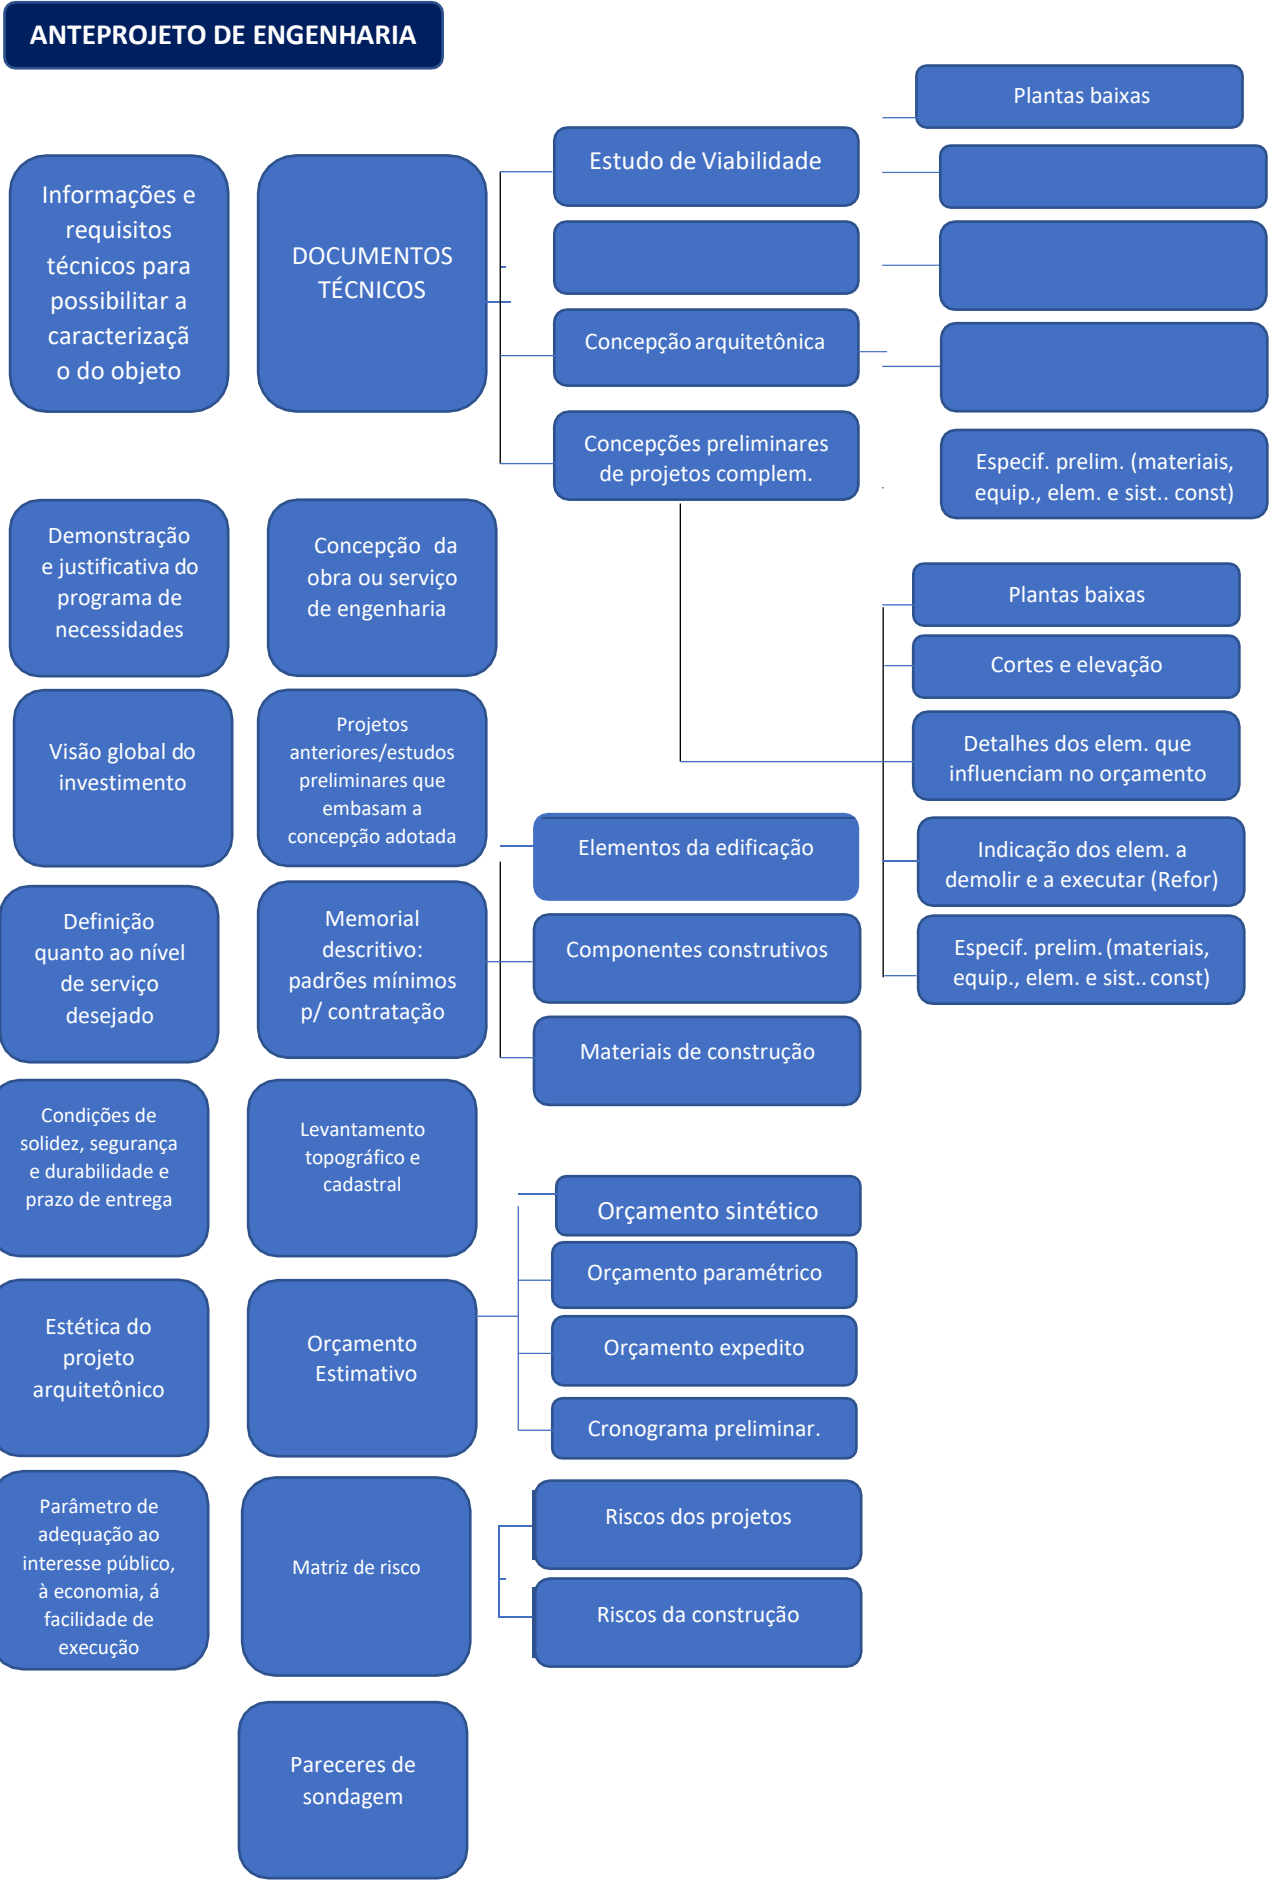 ANTEPROJETO DE ENGENHARIA
Informações e
requisitos
técnicos para
possibilitar a
caracterizaçã
o do objeto
DOCUMENTOS
TÉCNICOS
Estudo de Viabilidade
Concepção arquitetônica
Concepções preliminares
de projetos complem.
Plantas baixas
Especif. prelim. (materiais,
equip., elem. e sist.. const)
Demonstração
e justificativa do
programa de
necessidades
Concepção da
obra ou serviço
de engenharia
Plantas baixas
Cortes e elevação
Detalhes dos elem. que
influenciam no orçamento
Indicação dos elem. a
demolir e a executar (Refor)
Especif. prelim. (materiais,
equip., elem. e sist.. const)
Visão global do
investimento
Projetos
anteriores/estudos
preliminares que
embasam a
concepção adotada
Definição
quanto ao nível
de serviço
desejado
Memorial
descritivo:
padrões mínimos
p/ contratação
Elementos da edificação
Componentes construtivos
Materiais de construção
Condições de
solidez, segurança
e durabilidade e
prazo de entrega
Levantamento
topográfico e
cadastral
Estética do
projeto
arquitetônico
Orçamento
Estimativo
Orçamento sintético
Orçamento paramétrico
Orçamento expedito
Cronograma preliminar.
Parâmetro de
adequação ao
interesse público,
à economia, á
facilidade de
execução
Matriz de risco
Riscos dos projetos
Riscos da construção
Pareceres de
sondagem